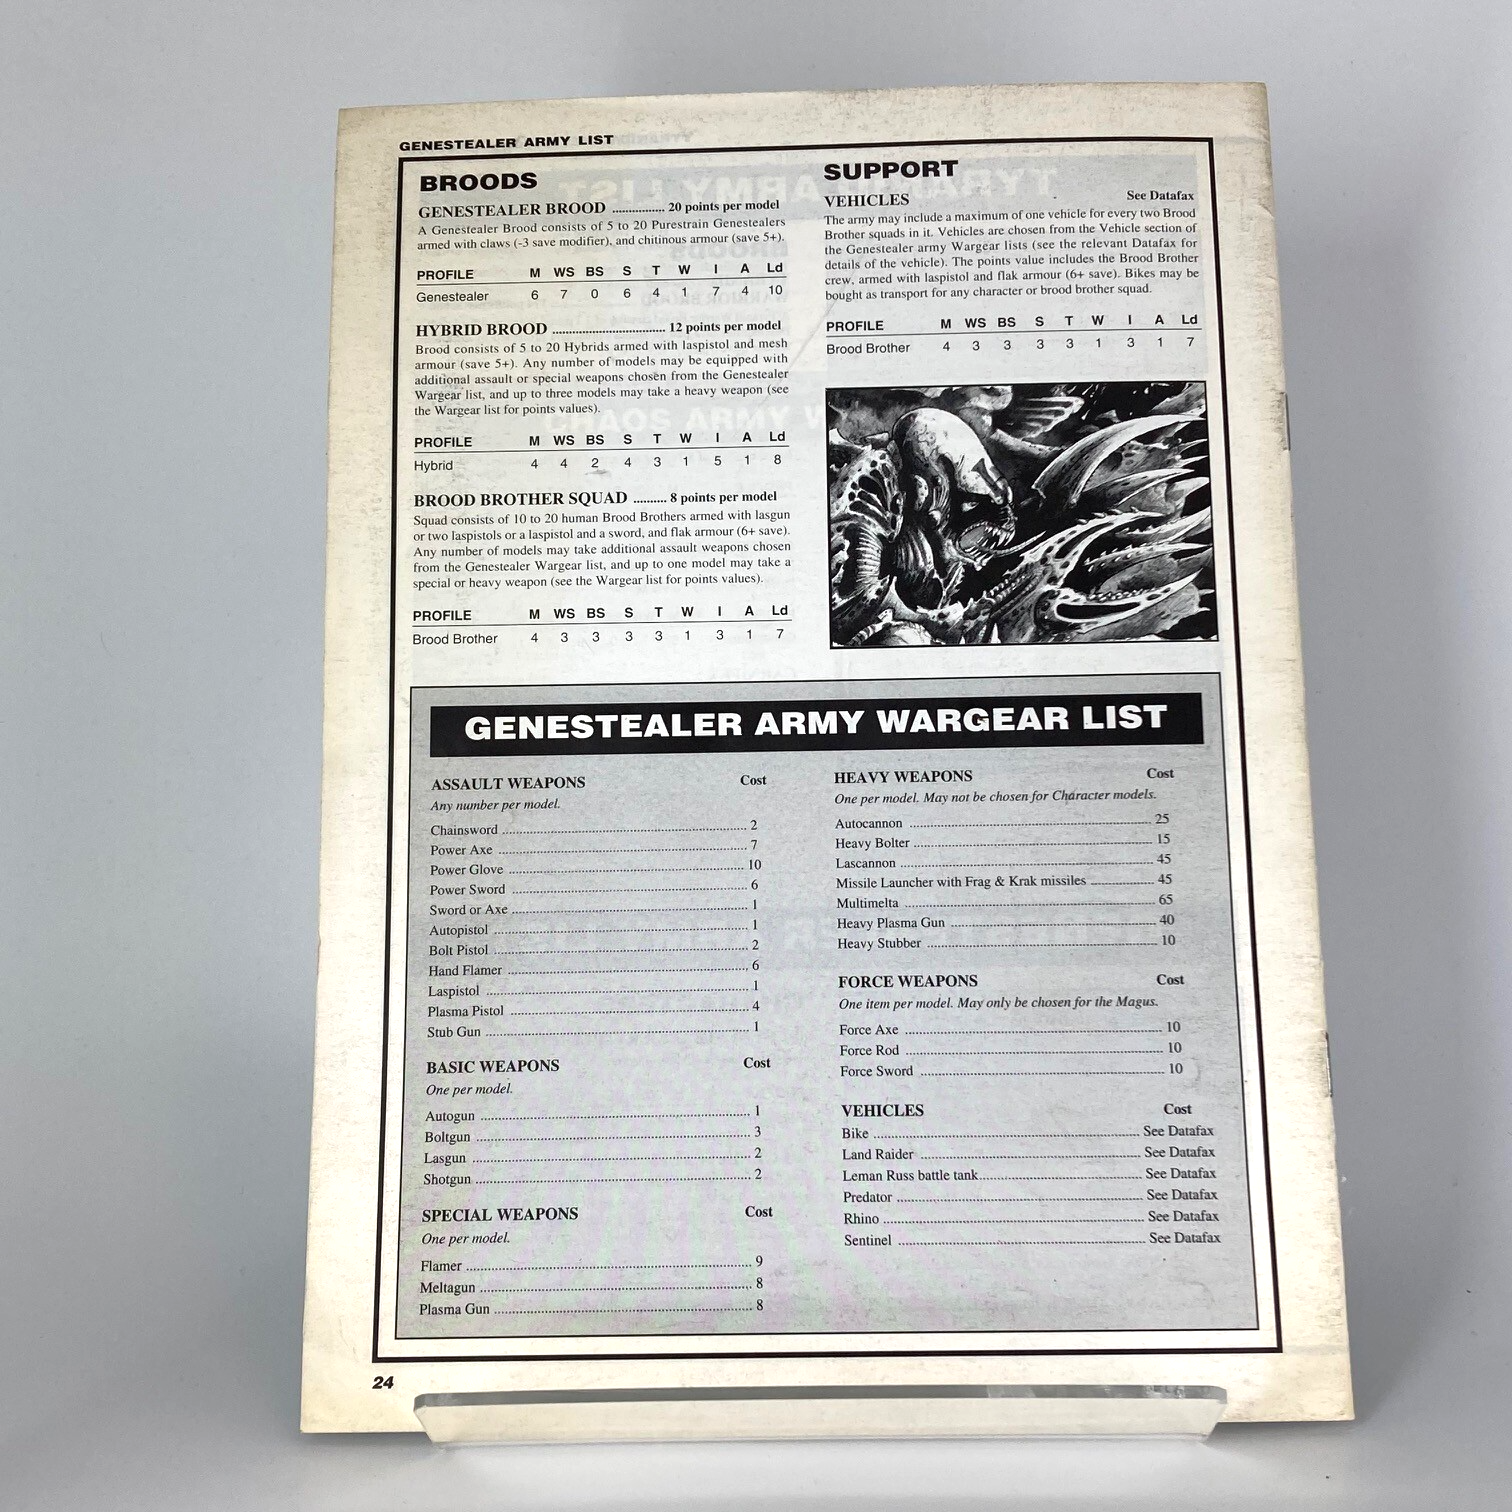 GENESTEALER ARMY LIST
BROODS
GENESTEALER BROOD ................ 20 points per model
A Genestealer Brood consists of 5 to 20 Purestrain Genestealers
armed with claws (-3 save modifier), and chitinous armour (save 5+).
PROFILE M WS BS S T W I A Ld
Genestealer 6 7 0 6 4 1 7 4 10
HYBRID BROOD .................................. 12 points per model
Brood consists of 5 to 20 Hybrids armed with laspistol and mesh
armour (save 5+). Any number of models may be equipped with
additional assault or special weapons chosen from the Genestealer
Wargear list, and up to three models may take a heavy weapon (see
the Wargear list for points values).
PROFILE M WS BS S T W I A Ld
Hybrid 4 4 2 4 3 1 5 1 8
BROOD BROTHER SQUAD .......... 8 points per model
Squad consists of 10 to 20 human Brood Brothers armed with lasgun
or two laspistols or a laspistol and a sword, and flak armour (6+ save).
Any number of models may take additional assault weapons chosen
from the Genestealer Wargear list, and up to one model may take a
special or heavy weapon (see the Wargear list for points values).
PROFILE M WS BS S T W I A Ld
Brood Brother 4 3 3 3 3 1 3 1 7
SUPPORT
VEHICLES See Datafax
The army may include a maximum of one vehicle for every two Brood
Brother squads in it. Vehicles are chosen from the Vehicle section of
the Genestealer army Wargear lists (see the relevant Datafax for
details of the vehicle). The points value includes the Brood Brother
crew, armed with laspistol and flak armour (6+ save). Bikes may be
bought as transport for any character or brood brother squad.
PROFILE M WS BS S T W I A Ld
Brood Brother 4 3 3 3 3 1 3 1 7
GENESTEALER ARMY WARGEAR LIST
ASSAULT WEAPONS Cost
Any number per model.
Chainsword ........ 2
Power Axe ........ 7
Power Glove ........ 10
Power Sword ........ 6
Sword or Axe ........ 1
Autopistol ........ 1
Bolt Pistol ........ 2
Hand Flamer ........ 6
Laspistol ........ 1
Plasma Pistol ........ 4
Stub Gun ........ 1
BASIC WEAPONS Cost
One per model.
Autogun ........ 1
Boltgun ........ 3
Lasgun ........ 2
Shotgun ........ 2
SPECIAL WEAPONS Cost
One per model.
Flamer ........ 9
Meltagun ........ 8
Plasma Gun ........ 8
HEAVY WEAPONS Cost
One per model. May not be chosen for Character models.
Autocannon ........ 25
Heavy Bolter ........ 15
Lascannon ........ 45
Missile Launcher with Frag & Krak missiles ........ 45
Multimelta ........ 65
Heavy Plasma Gun ........ 40
Heavy Stubber ........ 10
FORCE WEAPONS Cost
One item per model. May only be chosen for the Magus.
Force Axe ........ 10
Force Rod ........ 10
Force Sword ........ 10
VEHICLES Cost
Bike ........ See Datafax
Land Raider ........ See Datafax
Leman Russ battle tank ........ See Datafax
Predator ........ See Datafax
Rhino ........ See Datafax
Sentinel ........ See Datafax
24